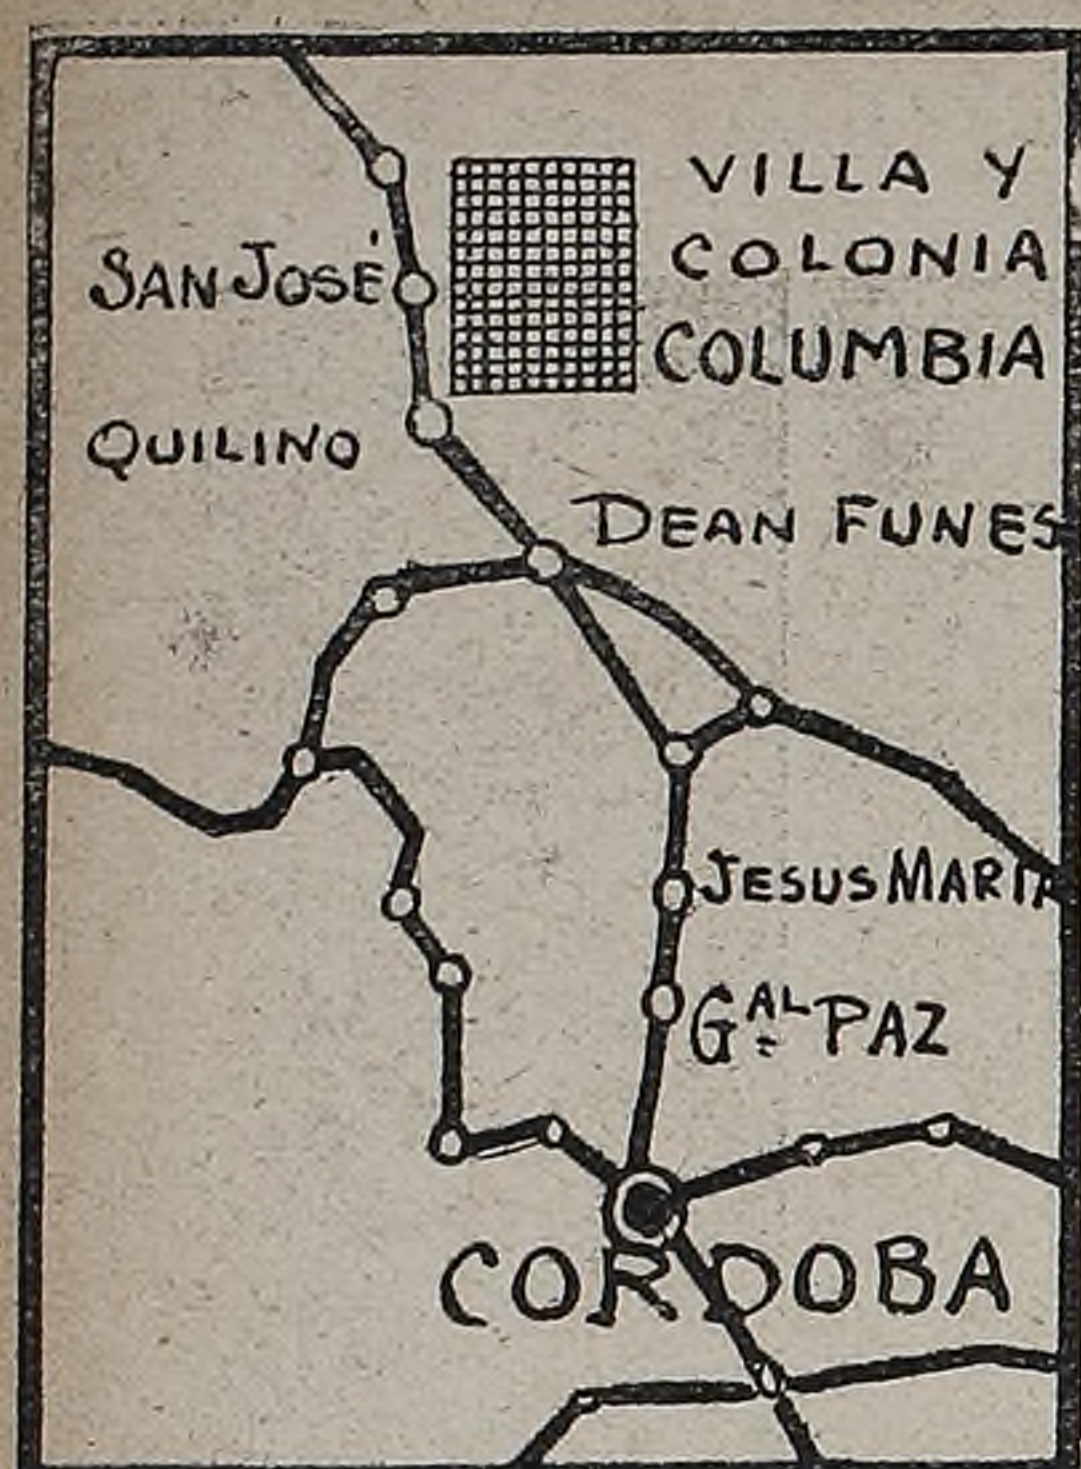 VILLA Y
COLONIA
COLUMBIA
SAN JOSÉ
QUILINO
DEAN FUNES
JESUS MARIA
GAL PAZ
CORDOBA